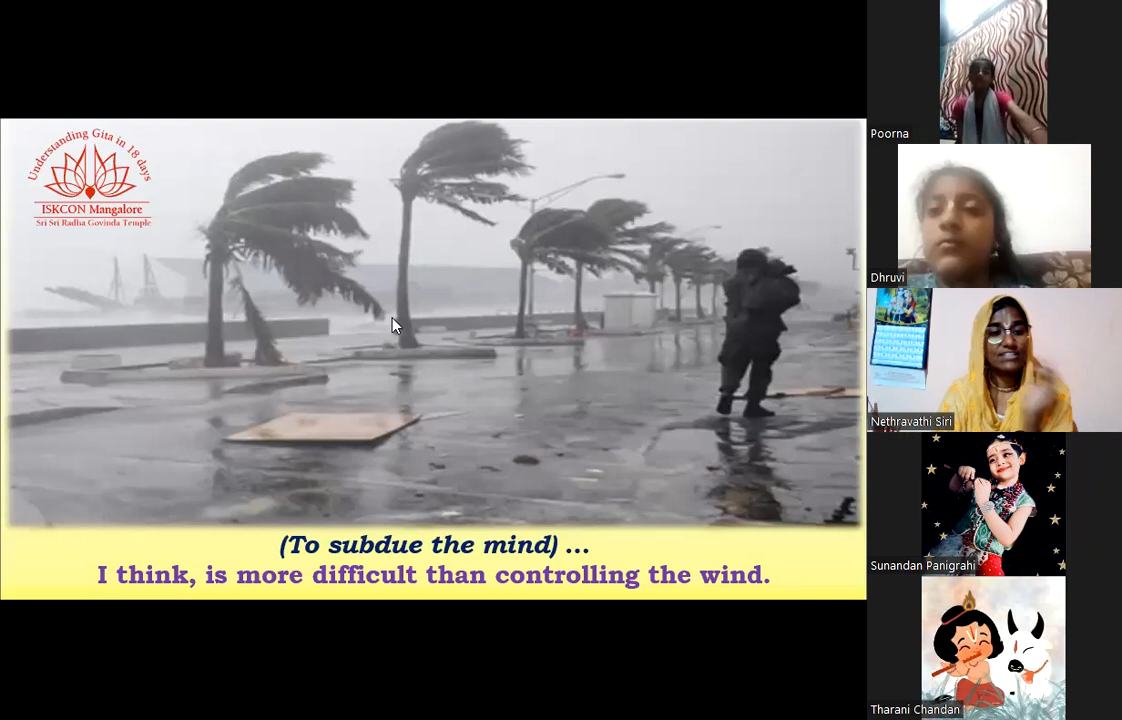 Understanding Gita in 18 days
ISKCON Mangalore
Sri Sri Radha Govinda Temple
(To subdue the mind) ...
I think, is more difficult than controlling the wind.
Poorna
Dhruvi
Nethravathi Siri
Sunandan Panigrahi
Tharani Chandan